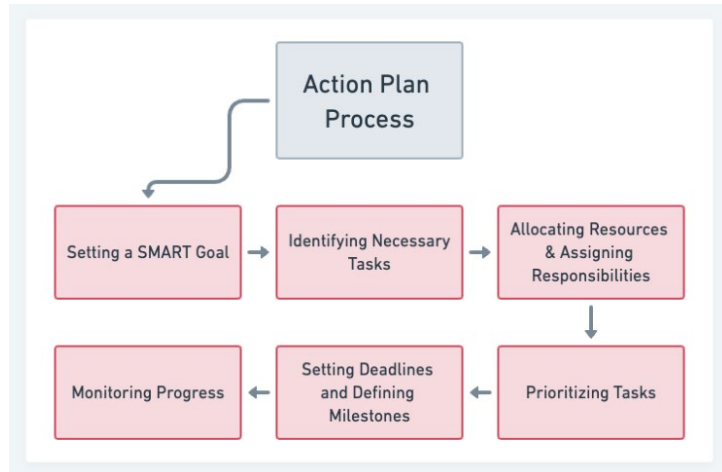 Action Plan
Process
Setting a SMART Goal
Identifying Necessary
Tasks
Allocating Resources
& Assigning
Responsibilities
Prioritizing Tasks
Setting Deadlines
and Defining
Milestones
Monitoring Progress